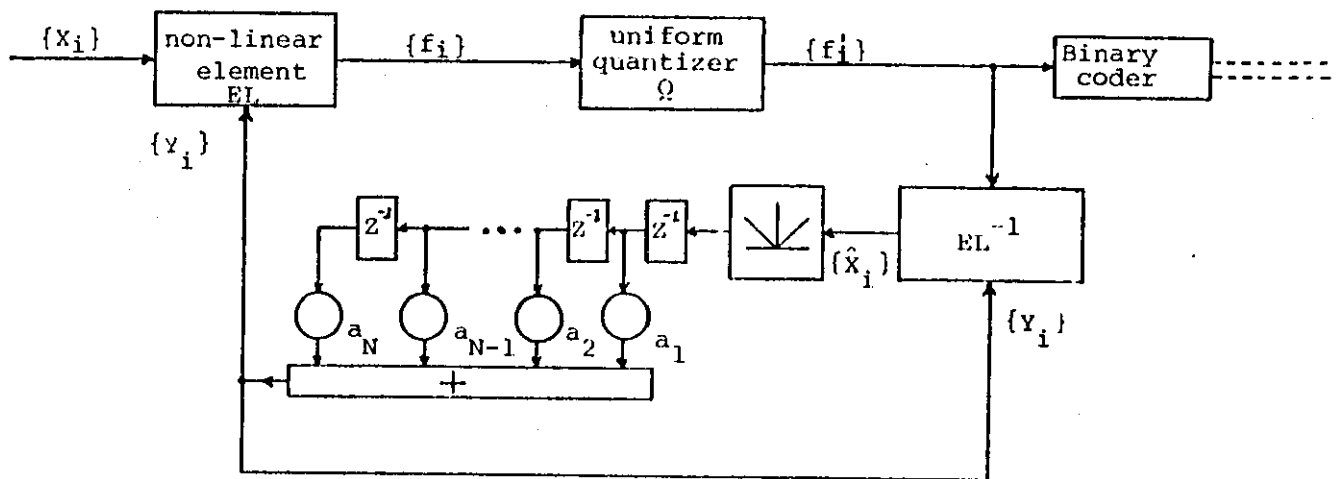 {X_i}
non-linear
element
EL
{f_i}
uniform
quantizer
Ω
{f'_i}
Binary
coder
{Y_i}
Z^-1
...
Z^-1
Z^-1
EL^-1
{X̂_i}
{Y_i}
a_N
a_N-1
a_2
a_1
+